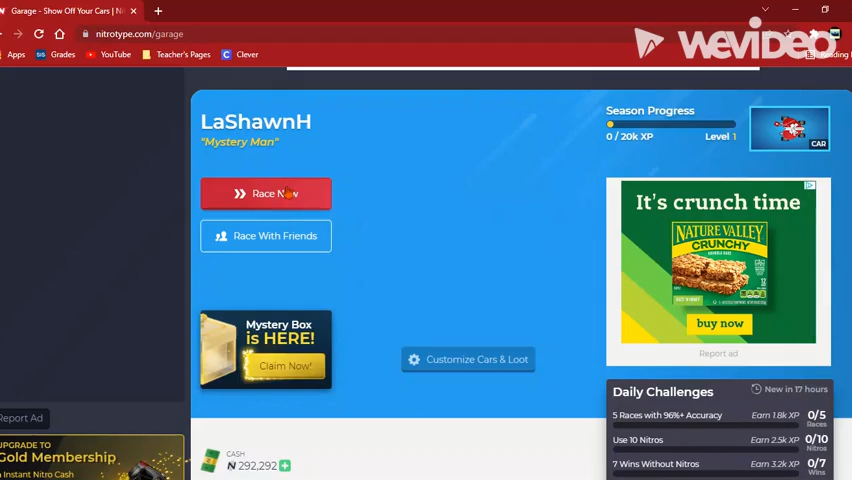 Garage - Show Off Your Cars | Ni
nitrotype.com/garage
WeVideo
Apps
SIS
Grades
YouTube
Teacher's Pages
C
Clever
Reading
LaShawnH
"Mystery Man"
Race Now
Race With Friends
Mystery Box
is HERE!
Claim Now!
Customize Cars & Loot
Season Progress
0 / 20k XP
Level 1
CAR
It's crunch time
NATURE VALLEY
CRUNCHY
buy now
Report ad
Daily Challenges
New in 17 hours
5 Races with 96%+ Accuracy
Earn 1.8k XP
0/5
Races
Use 10 Nitros
Earn 2.5k XP
0/10
Nitros
7 Wins Without Nitros
Earn 3.2k XP
0/7
Wins
Report Ad
UPGRADE TO
Gold Membership
Instant Nitro Cash
CASH
N 292,292